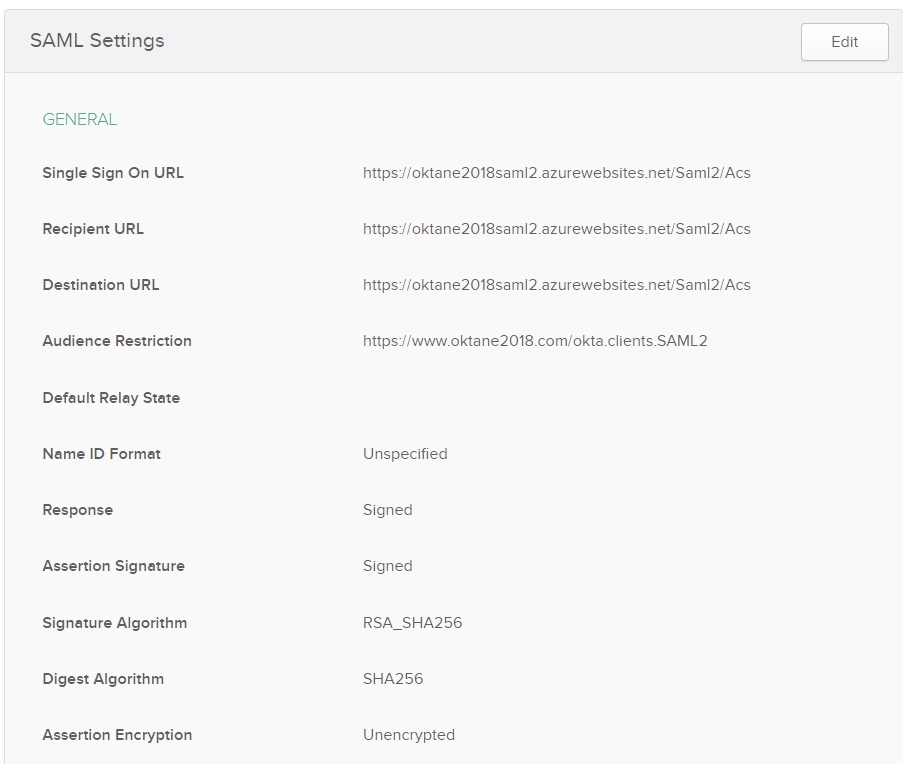 SAML Settings
Edit
GENERAL
Single Sign On URL https://oktane2018saml2.azurewebsites.net/Saml2/Acs
Recipient URL https://oktane2018saml2.azurewebsites.net/Saml2/Acs
Destination URL https://oktane2018saml2.azurewebsites.net/Saml2/Acs
Audience Restriction https://www.oktane2018.com/okta.clients.SAML2
Default Relay State
Name ID Format Unspecified
Response Signed
Assertion Signature Signed
Signature Algorithm RSA_SHA256
Digest Algorithm SHA256
Assertion Encryption Unencrypted